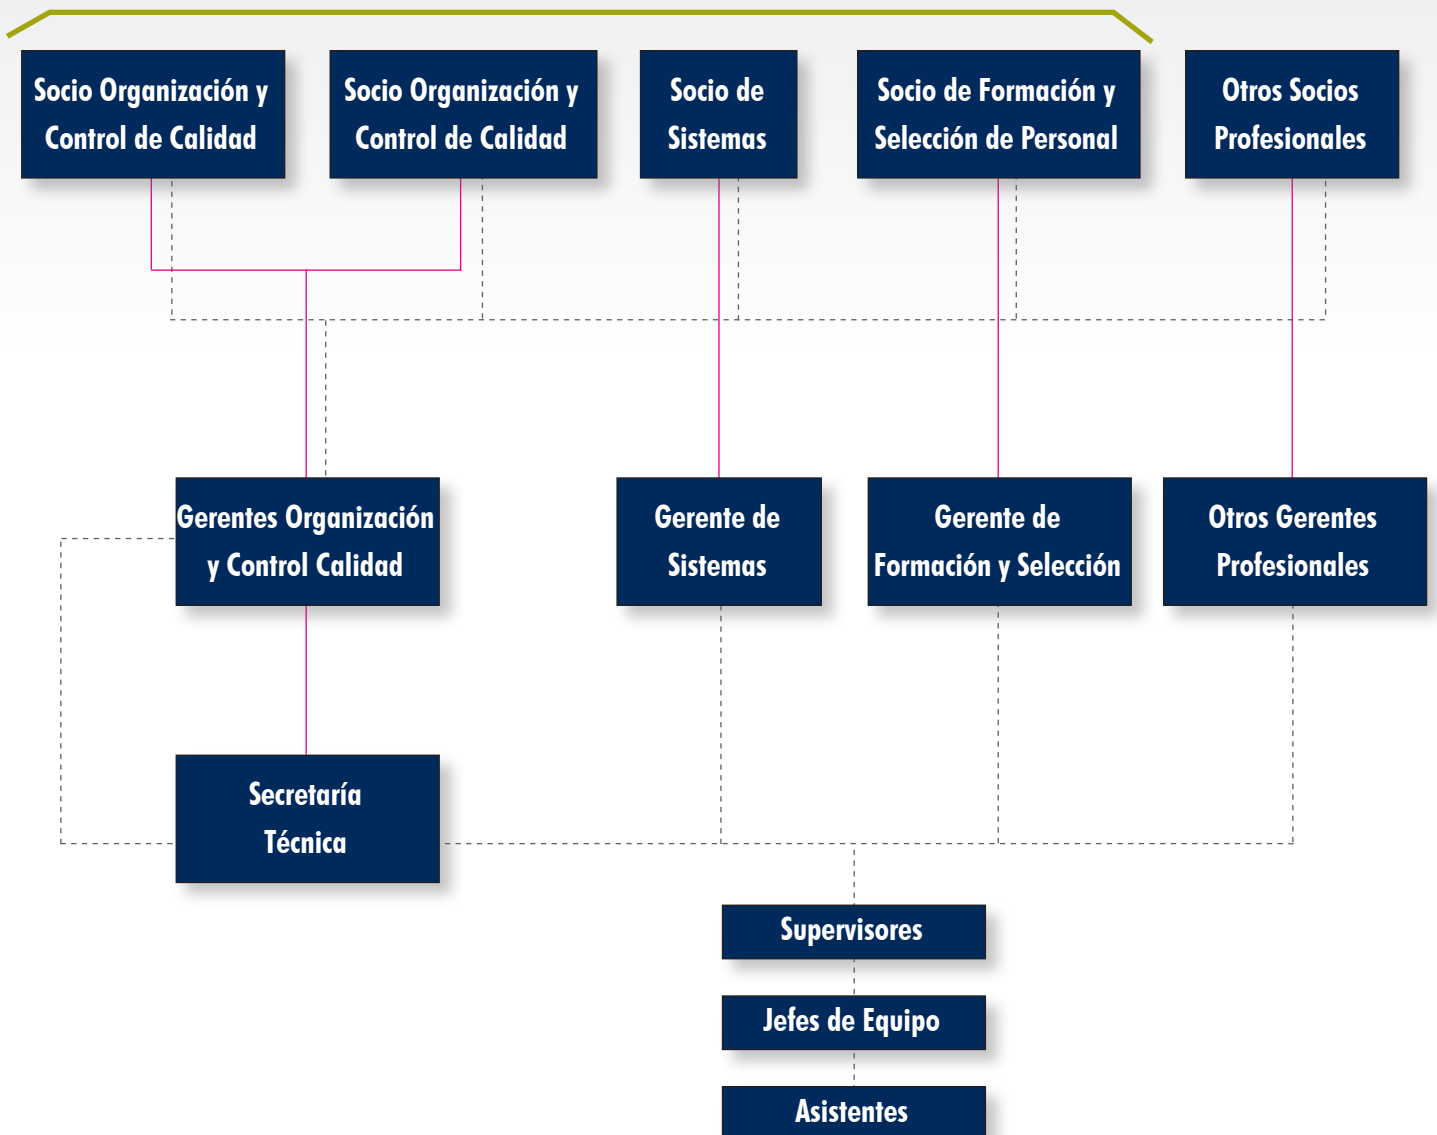 Socio Organización y
Control de Calidad
Socio Organización y
Control de Calidad
Socio de
Sistemas
Socio de Formación y
Selección de Personal
Otros Socios
Profesionales
Gerentes Organización
y Control Calidad
Gerente de
Sistemas
Gerente de
Formación y Selección
Otros Gerentes
Profesionales
Secretaría
Técnica
Supervisores
Jefes de Equipo
Asistentes